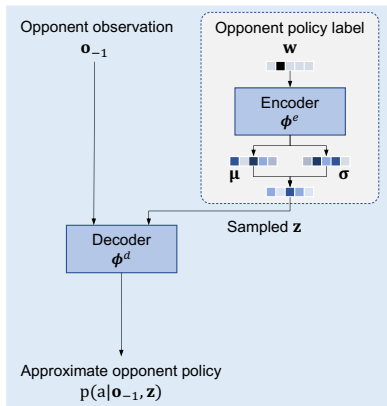 Opponent observation
𝐨₋₁
Opponent policy label
𝐰
Encoder
𝝓ᵉ
𝛍
𝛔
Sampled 𝐳
Decoder
𝝓ᵈ
Approximate opponent policy
p(a|𝐨₋₁, 𝐳)